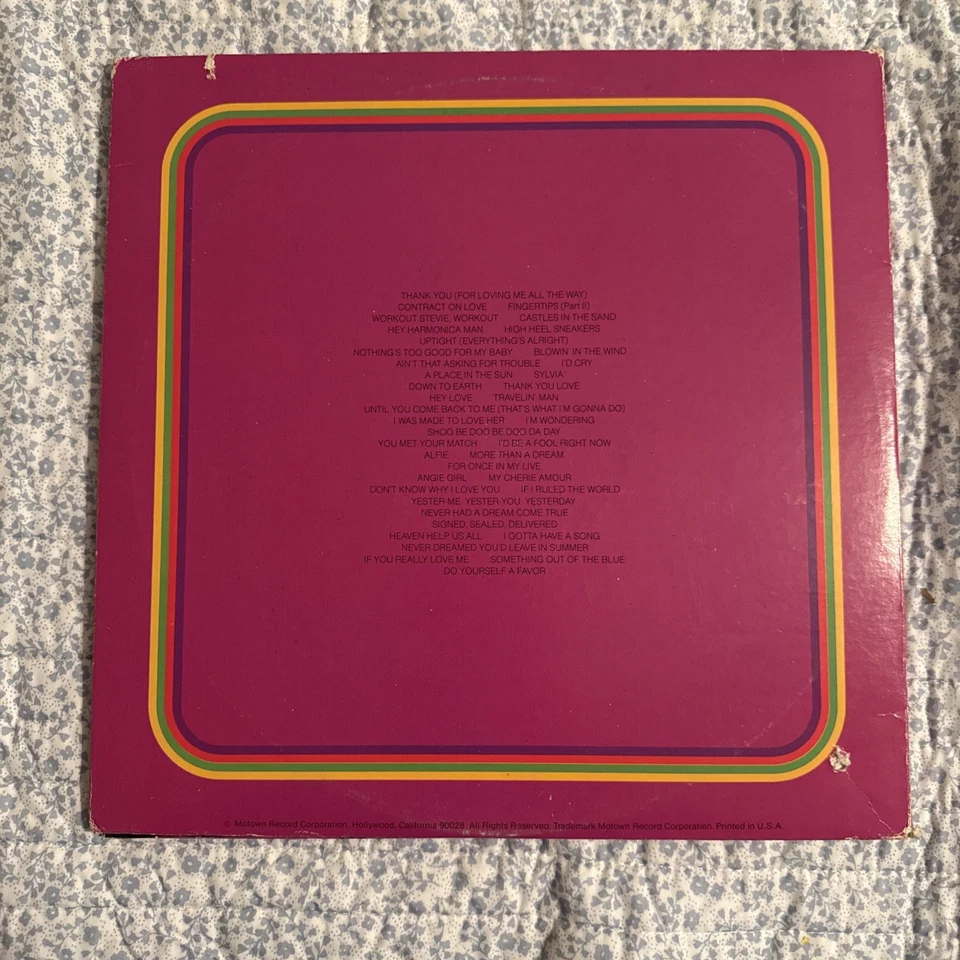 THANK YOU (FOR LOVING ME ALL THE WAY)
CONTRACT ON LOVE FINGERTIPS (Part II)
WORKOUT STEVIE, WORKOUT CASTLES IN THE SAND
HEY HARMONICA MAN HIGH HEEL SNEAKERS
UPTIGHT (EVERYTHING'S ALRIGHT)
NOTHING'S TOO GOOD FOR MY BABY BLOWIN' IN THE WIND
AIN'T THAT ASKING FOR TROUBLE I'D CRY
A PLACE IN THE SUN SYLVIA
DOWN TO EARTH THANK YOU LOVE
HEY LOVE TRAVELIN' MAN
UNTIL YOU COME BACK TO ME (THAT'S WHAT I'M GONNA DO)
I WAS MADE TO LOVE HER I'M WONDERING
SHOO BE DOO BE DOO DA DAY
YOU MET YOUR MATCH I'D BE A FOOL RIGHT NOW
ALFIE MORE THAN A DREAM
FOR ONCE IN MY LIVE
ANGIE GIRL MY CHERIE AMOUR
DON'T KNOW WHY I LOVE YOU IF I RULED THE WORLD
YESTER-ME, YESTER-YOU, YESTERDAY
NEVER HAD A DREAM COME TRUE
SIGNED, SEALED, DELIVERED
HEAVEN HELP US ALL I GOTTA HAVE A SONG
NEVER DREAMED YOU'D LEAVE IN SUMMER
IF YOU REALLY LOVE ME SOMETHING OUT OF THE BLUE
DO YOURSELF A FAVOR
© Motown Record Corporation, Hollywood, California 90028. All Rights Reserved. Trademark Motown Record Corporation. Printed in U.S.A.